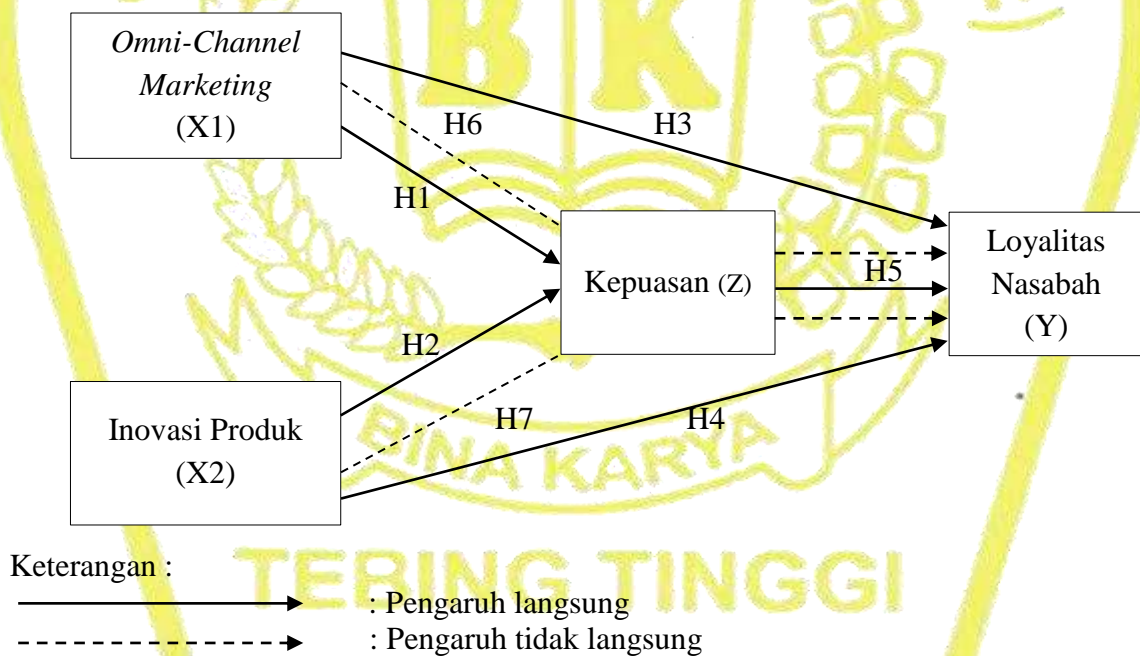 B K
Omni-Channel
Marketing
(X1)
H6
H3
H1
Kepuasan (Z)
Loyalitas
Nasabah
(Y)
H5
H2
Inovasi Produk
(X2)
H7
H4
BINA KARYA
TEBING TINGGI
Keterangan :
: Pengaruh langsung
: Pengaruh tidak langsung